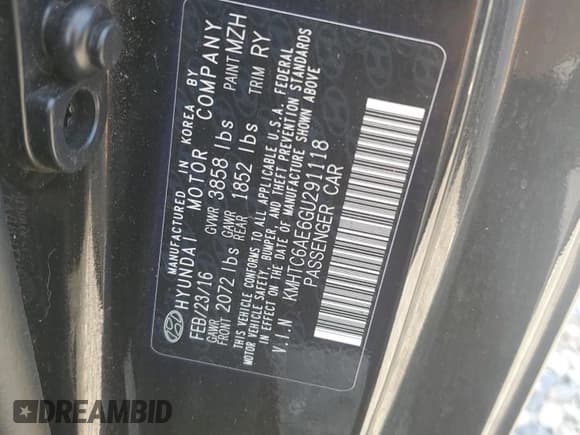 MANUFACTURED IN KOREA BY
HYUNDAI MOTOR COMPANY
FEB/23/16 GVWR 3858 lbs PAINT MZH
GAWR FRONT 2072 lbs GAWR REAR 1852 lbs TRIM RY
THIS VEHICLE CONFORMS TO ALL APPLICABLE U.S.A. FEDERAL
MOTOR VEHICLE SAFETY, BUMPER, AND THEFT PREVENTION STANDARDS
IN EFFECT ON THE DATE OF MANUFACTURE SHOWN ABOVE
V.I.N KMHTC6AE6GU291118
PASSENGER CAR
DREAMBID